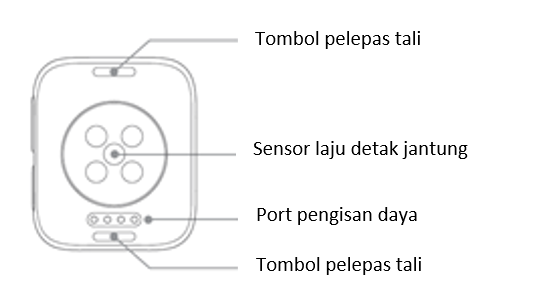 Tombol pelepas tali
Sensor laju detak jantung
Port pengisan daya
Tombol pelepas tali